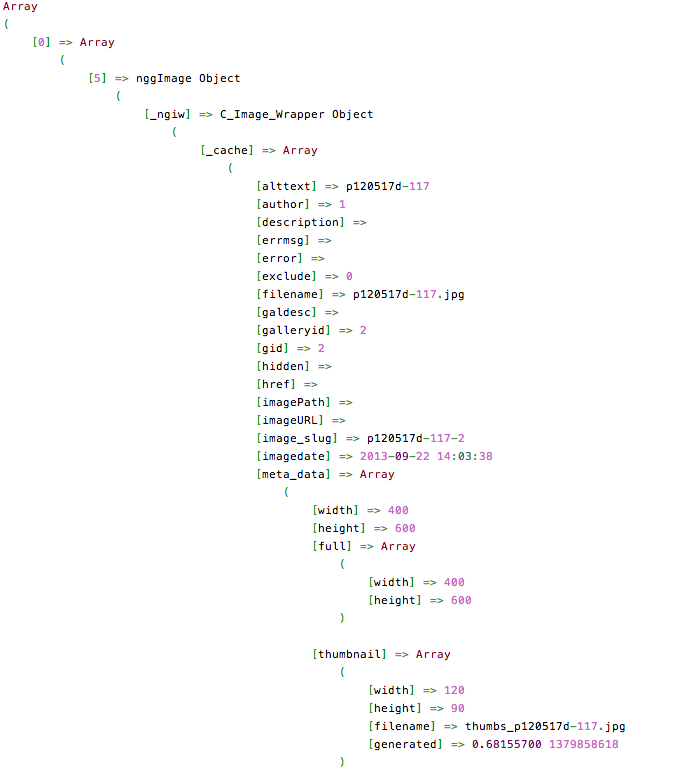 Array
(
    [0] => Array
        (
            [5] => nggImage Object
                (
                    [_ngiw] => C_Image_Wrapper Object
                        (
                            [_cache] => Array
                                (
                                    [alttext] => p120517d-117
                                    [author] => 1
                                    [description] =>
                                    [errmsg] =>
                                    [error] =>
                                    [exclude] => 0
                                    [filename] => p120517d-117.jpg
                                    [galdesc] =>
                                    [galleryid] => 2
                                    [gid] => 2
                                    [hidden] =>
                                    [href] =>
                                    [imagePath] =>
                                    [imageURL] =>
                                    [image_slug] => p120517d-117-2
                                    [imagedate] => 2013-09-22 14:03:38
                                    [meta_data] => Array
                                        (
                                            [width] => 400
                                            [height] => 600
                                            [full] => Array
                                                (
                                                    [width] => 400
                                                    [height] => 600
                                                )

                                            [thumbnail] => Array
                                                (
                                                    [width] => 120
                                                    [height] => 90
                                                    [filename] => thumbs_p120517d-117.jpg
                                                    [generated] => 0.68155700 1379858618
                                                )